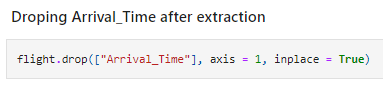 Droping Arrival_Time after extraction
flight.drop(["Arrival_Time"], axis = 1, inplace = True)